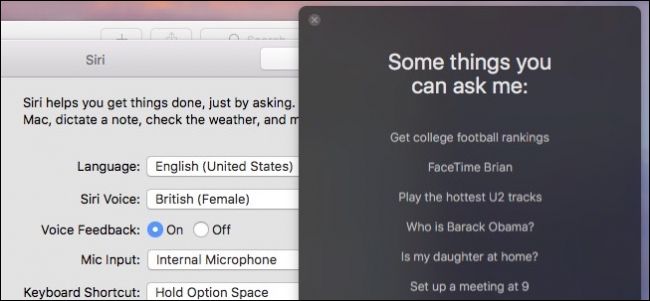 Search
Siri
Siri helps you get things done, just by asking.
Mac, dictate a note, check the weather, and
Language: English (United States)
Siri Voice: British (Female)
Voice Feedback: On Off
Mic Input: Internal Microphone
Keyboard Shortcut: Hold Option Space
Some things you
can ask me:
Get college football rankings
FaceTime Brian
Play the hottest U2 tracks
Who is Barack Obama?
Is my daughter at home?
Set up a meeting at 9